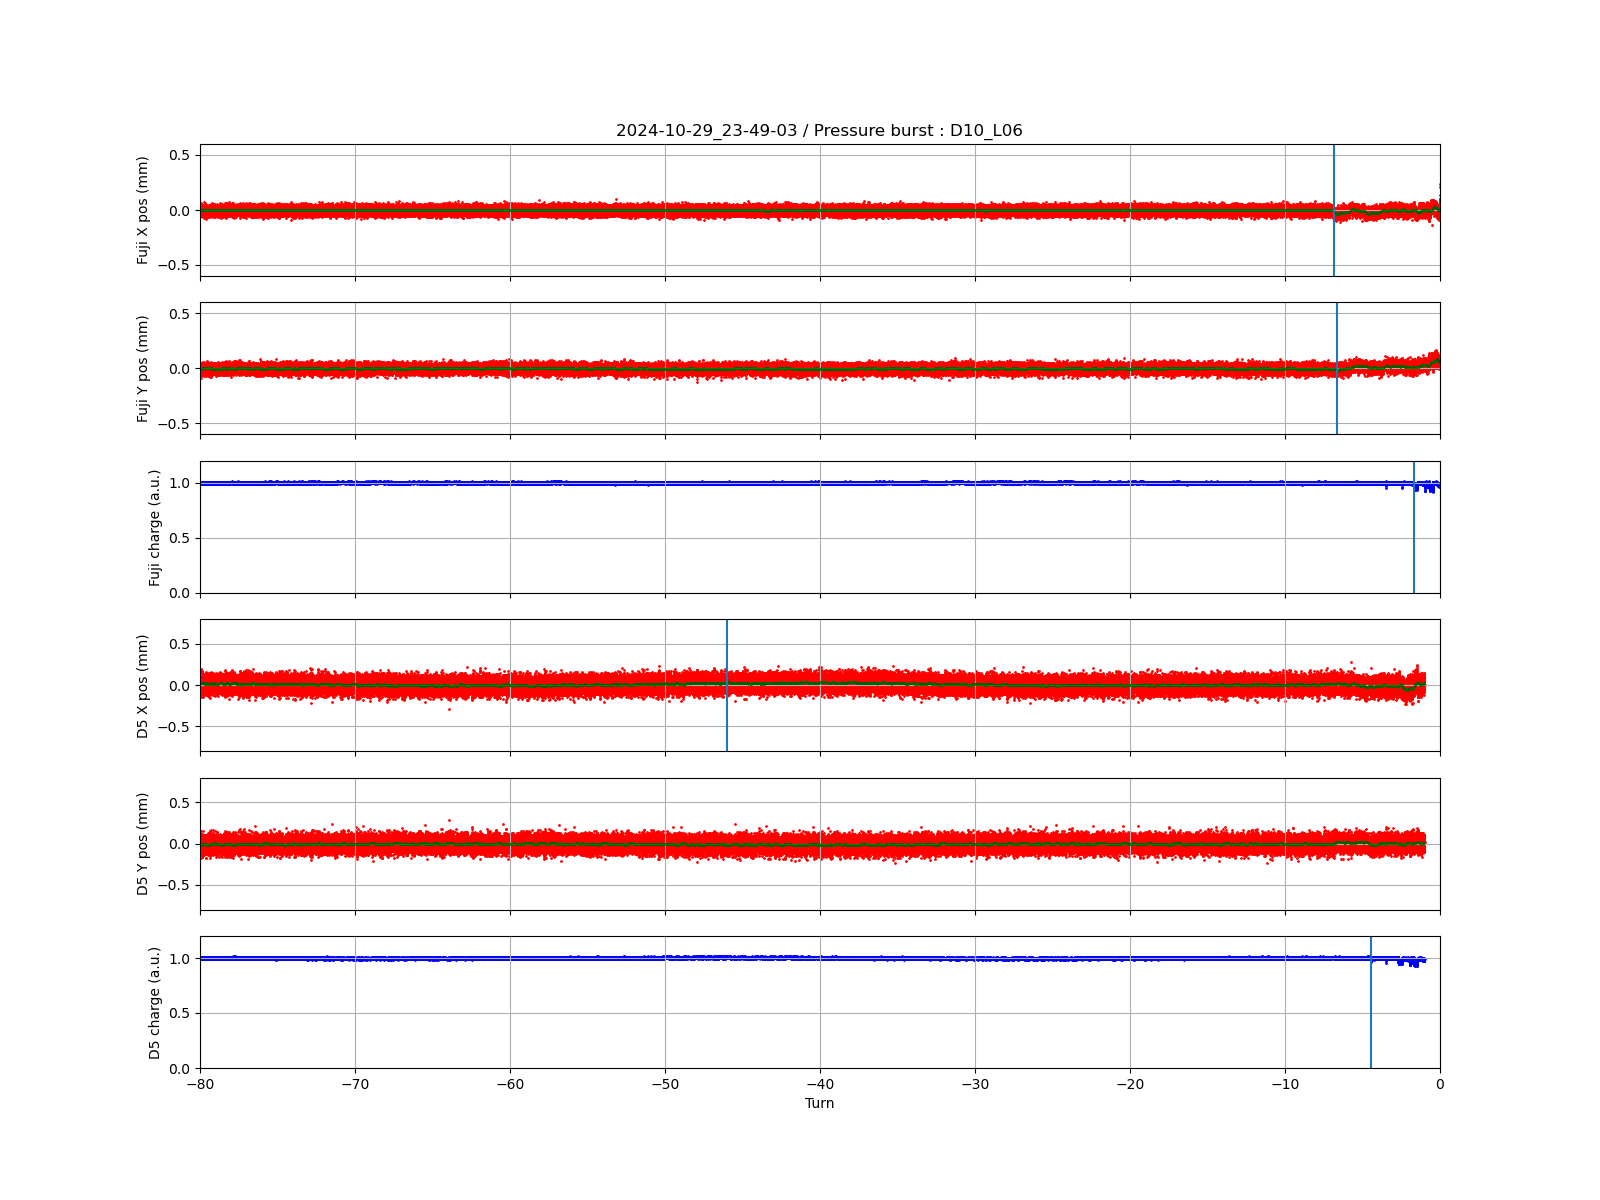 2024-10-29_23-49-03 / Pressure burst : D10_L06
Fuji X pos (mm)
0.5
0.0
−0.5
Fuji Y pos (mm)
0.5
0.0
−0.5
Fuji charge (a.u.)
1.0
0.5
0.0
D5 X pos (mm)
0.5
0.0
−0.5
D5 Y pos (mm)
0.5
0.0
−0.5
D5 charge (a.u.)
1.0
0.5
0.0
−80 −70 −60 −50 −40 −30 −20 −10 0
Turn